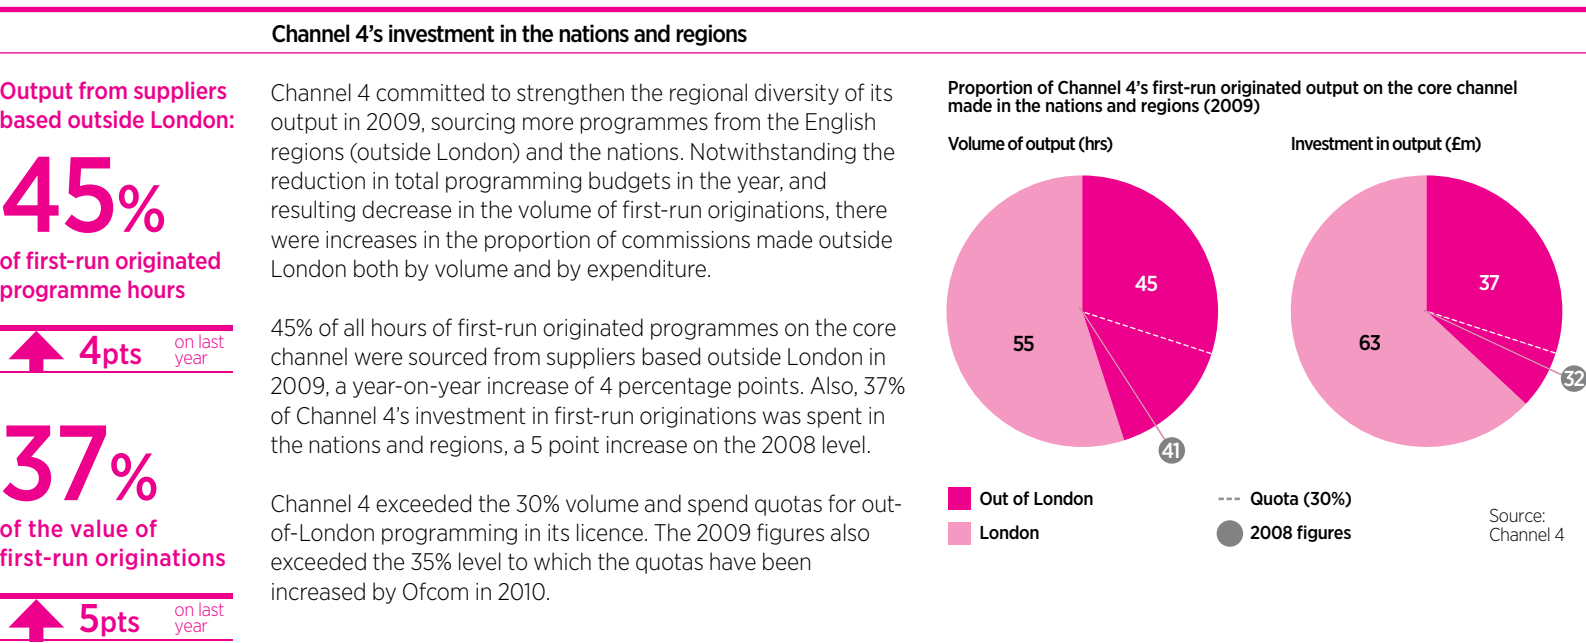 Channel 4's investment in the nations and regions
Output from suppliers
based outside London:
45%
of first-run originated
programme hours
4pts
on last
year
37%
of the value of
first-run originations
5pts
on last
year
Channel 4 committed to strengthen the regional diversity of its
output in 2009, sourcing more programmes from the English
regions (outside London) and the nations. Notwithstanding the
reduction in total programming budgets in the year, and
resulting decrease in the volume of first-run originations, there
were increases in the proportion of commissions made outside
London both by volume and by expenditure.
45% of all hours of first-run originated programmes on the core
channel were sourced from suppliers based outside London in
2009, a year-on-year increase of 4 percentage points. Also, 37%
of Channel 4's investment in first-run originations was spent in
the nations and regions, a 5 point increase on the 2008 level.
Channel 4 exceeded the 30% volume and spend quotas for out-
of-London programming in its licence. The 2009 figures also
exceeded the 35% level to which the quotas have been
increased by Ofcom in 2010.
Proportion of Channel 4's first-run originated output on the core channel
made in the nations and regions (2009)
Volume of output (hrs)
45
55
41
Investment in output (£m)
37
63
32
Out of London
London
Quota (30%)
2008 figures
Source:
Channel 4